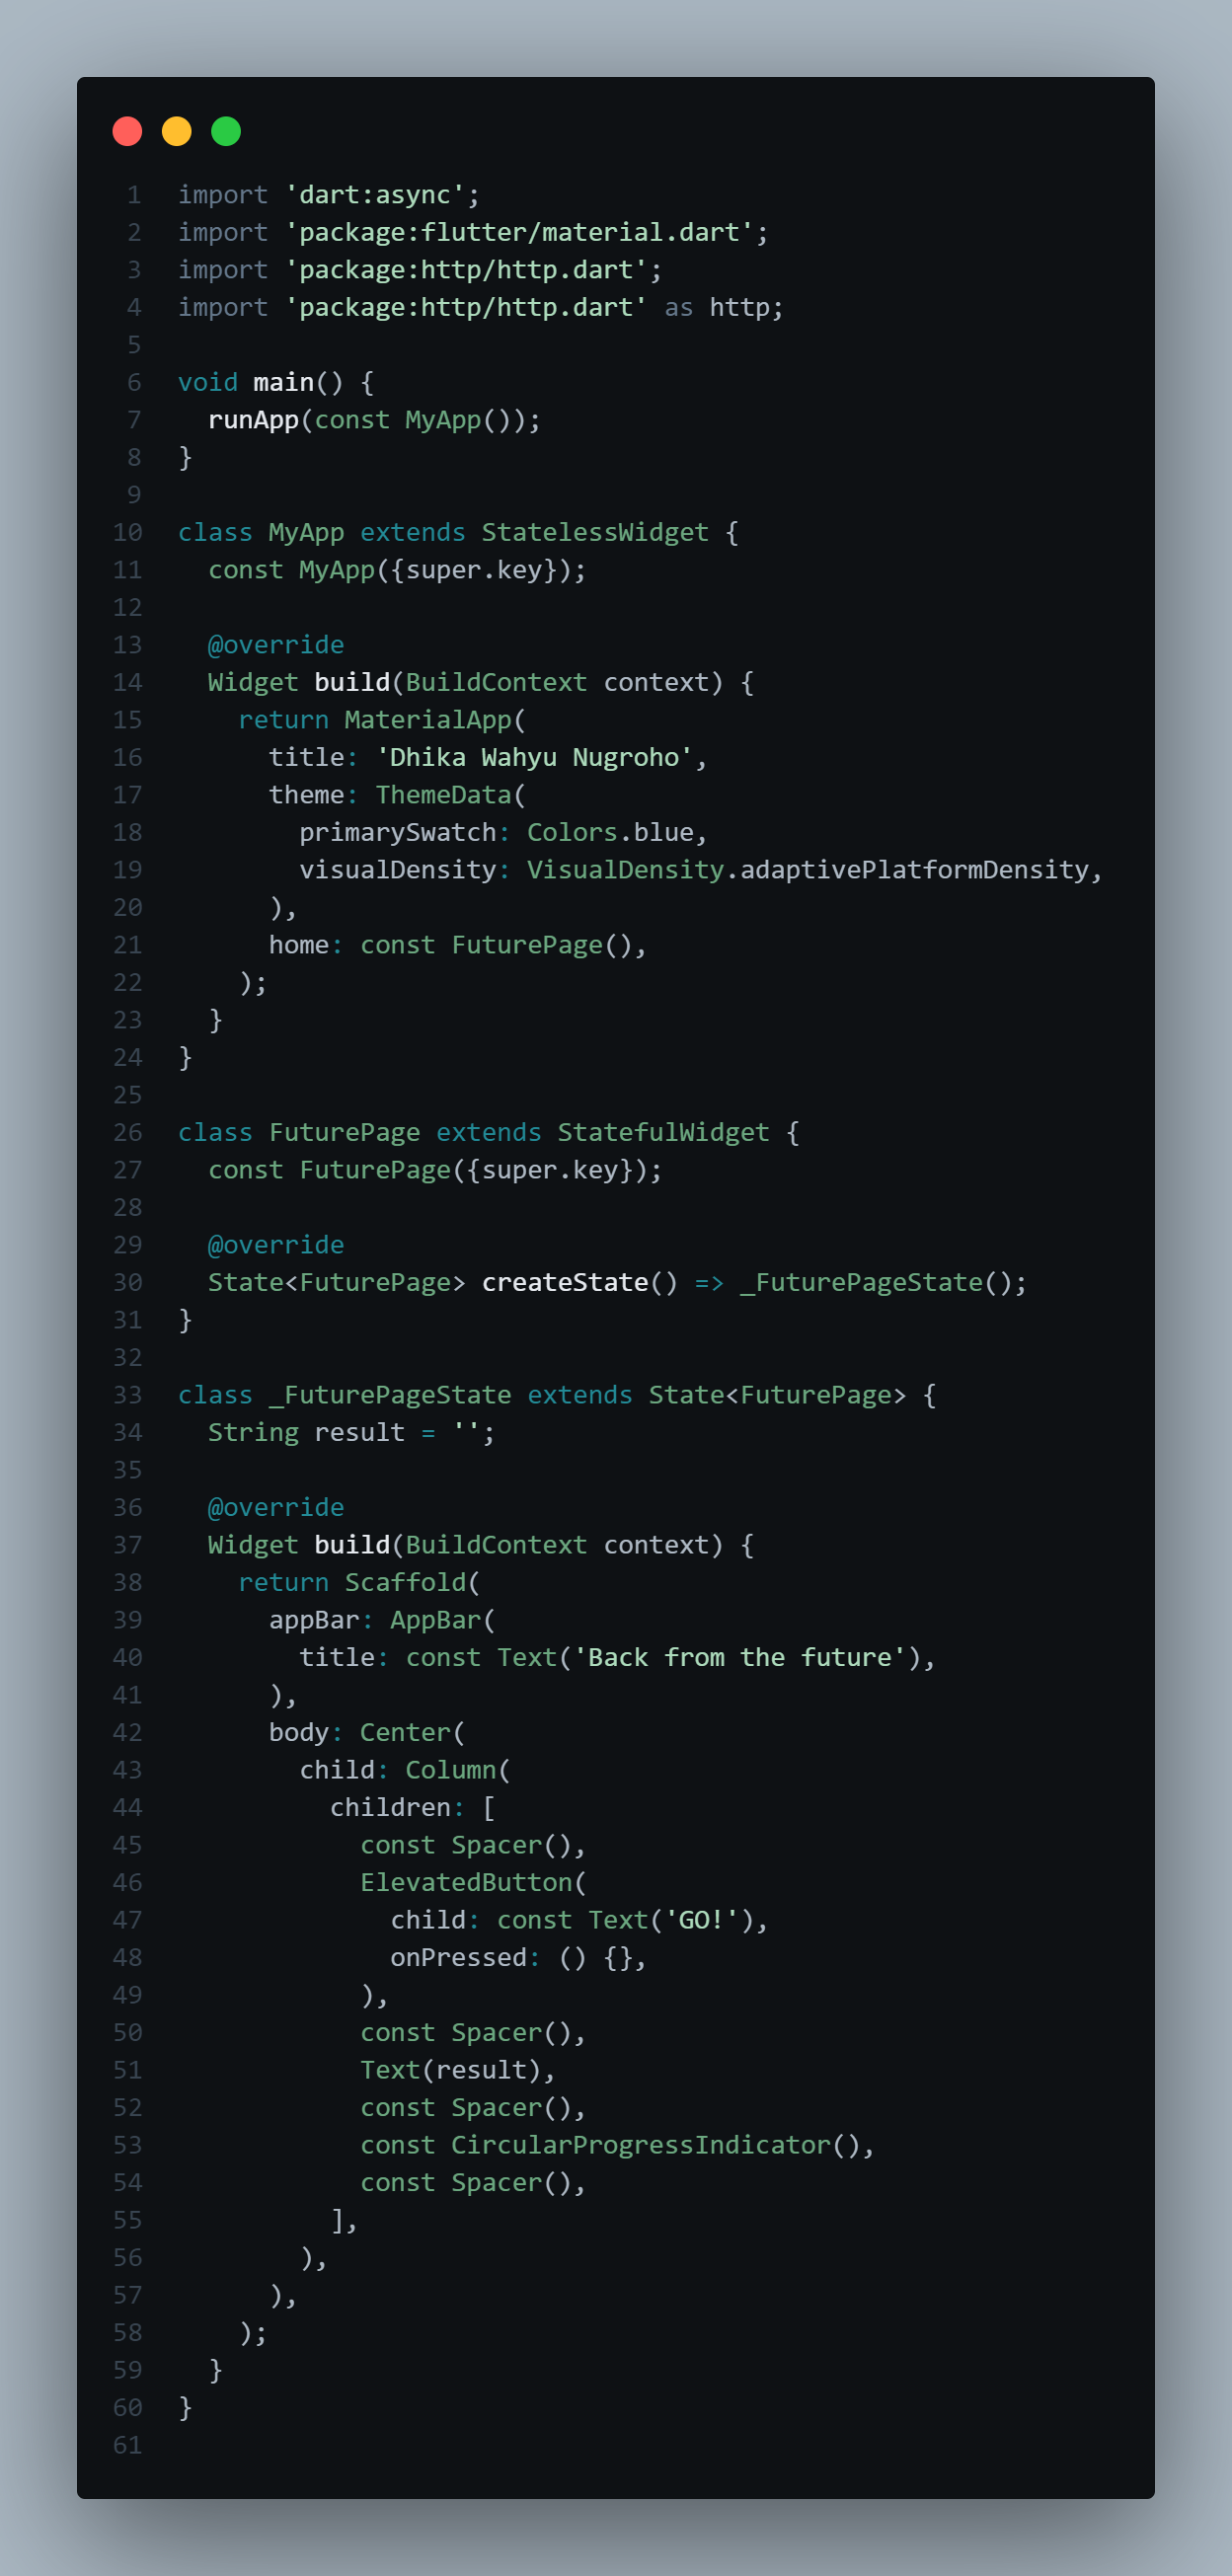 1 import 'dart:async';
2 import 'package:flutter/material.dart';
3 import 'package:http/http.dart';
4 import 'package:http/http.dart' as http;
5
6 void main() {
7   runApp(const MyApp());
8 }
9
10 class MyApp extends StatelessWidget {
11   const MyApp({super.key});
12
13   @override
14   Widget build(BuildContext context) {
15     return MaterialApp(
16       title: 'Dhika Wahyu Nugroho',
17       theme: ThemeData(
18         primarySwatch: Colors.blue,
19         visualDensity: VisualDensity.adaptivePlatformDensity,
20       ),
21       home: const FuturePage(),
22     );
23   }
24 }
25
26 class FuturePage extends StatefulWidget {
27   const FuturePage({super.key});
28
29   @override
30   State<FuturePage> createState() => _FuturePageState();
31 }
32
33 class _FuturePageState extends State<FuturePage> {
34   String result = '';
35
36   @override
37   Widget build(BuildContext context) {
38     return Scaffold(
39       appBar: AppBar(
40         title: const Text('Back from the future'),
41       ),
42       body: Center(
43         child: Column(
44           children: [
45             const Spacer(),
46             ElevatedButton(
47               child: const Text('GO!'),
48               onPressed: () {},
49             ),
50             const Spacer(),
51             Text(result),
52             const Spacer(),
53             const CircularProgressIndicator(),
54             const Spacer(),
55           ],
56         ),
57       ),
58     );
59   }
60 }
61